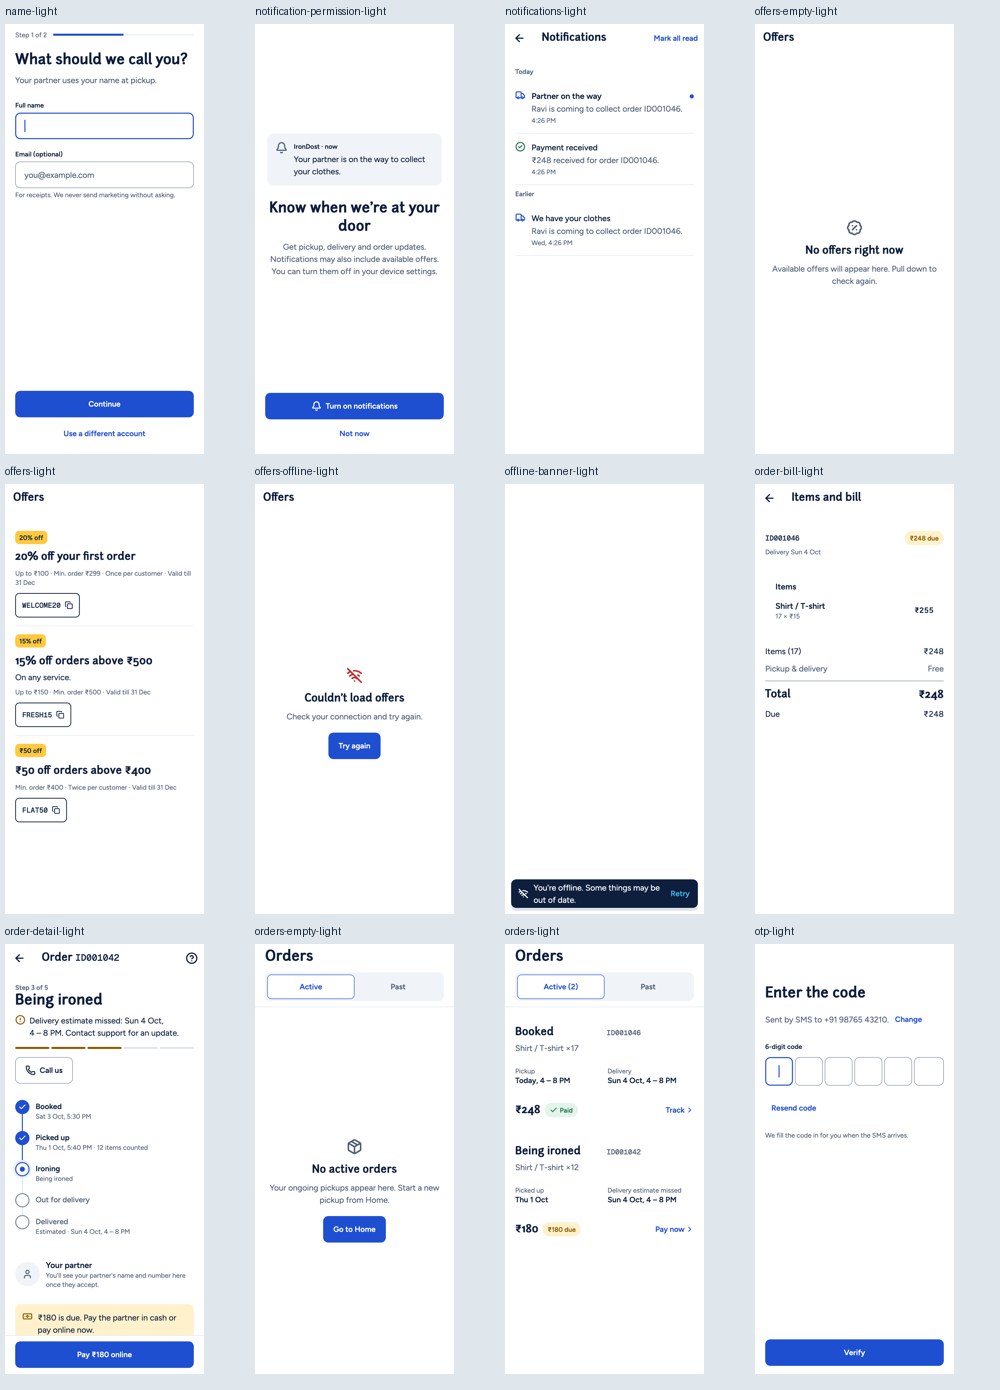 name-light
Step 1 of 2
What should we call you?
Your partner uses your name at pickup.
Full name
Email (optional)
you@example.com
For receipts. We never send marketing without asking.
Continue
Use a different account
notification-permission-light
IronDost · now
Your partner is on the way to collect
your clothes.
Know when we're at your
door
Get pickup, delivery and order updates.
Notifications may also include available offers.
You can turn them off in your device settings.
Turn on notifications
Not now
notifications-light
Notifications
Mark all read
Today
Partner on the way
Ravi is coming to collect order ID001046.
4:26 PM
Payment received
₹248 received for order ID001046.
4:26 PM
Earlier
We have your clothes
Ravi is coming to collect order ID001046.
Wed, 4:26 PM
offers-empty-light
Offers
No offers right now
Available offers will appear here. Pull down to
check again.
offers-light
Offers
20% off
20% off your first order
Up to ₹100 · Min. order ₹299 · Once per customer · Valid till
31 Dec
WELCOME20
15% off
15% off orders above ₹500
On any service.
Up to ₹150 · Min. order ₹500 · Valid till 31 Dec
FRESH15
₹50 off
₹50 off orders above ₹400
Min. order ₹400 · Twice per customer · Valid till 31 Dec
FLAT50
offers-offline-light
Offers
Couldn't load offers
Check your connection and try again.
Try again
offline-banner-light
You're offline. Some things may be
out of date.
Retry
order-bill-light
Items and bill
ID001046
₹248 due
Delivery Sun 4 Oct
Items
Shirt / T-shirt
17 × ₹15
₹255
Items (17)
₹248
Pickup & delivery
Free
Total
₹248
Due
₹248
order-detail-light
Order ID001042
Step 3 of 5
Being ironed
Delivery estimate missed: Sun 4 Oct,
4 – 8 PM. Contact support for an update.
Call us
Booked
Sat 3 Oct, 5:30 PM
Picked up
Thu 1 Oct, 5:40 PM · 12 items counted
Ironing
Being ironed
Out for delivery
Delivered
Estimated · Sun 4 Oct, 4 – 8 PM
Your partner
You'll see your partner's name and number here
once they accept.
₹180 is due. Pay the partner in cash or
pay online now.
Pay ₹180 online
orders-empty-light
Orders
Active
Past
No active orders
Your ongoing pickups appear here. Start a new
pickup from Home.
Go to Home
orders-light
Orders
Active (2)
Past
Booked
ID001046
Shirt / T-shirt ×17
Pickup
Delivery
Today, 4 – 8 PM
Sun 4 Oct, 4 – 8 PM
₹248
Paid
Track
Being ironed
ID001042
Shirt / T-shirt ×12
Picked up
Delivery estimate missed
Thu 1 Oct
Sun 4 Oct, 4 – 8 PM
₹180
₹180 due
Pay now
otp-light
Enter the code
Sent by SMS to +91 98765 43210.
Change
6-digit code
Resend code
We fill the code in for you when the SMS arrives.
Verify